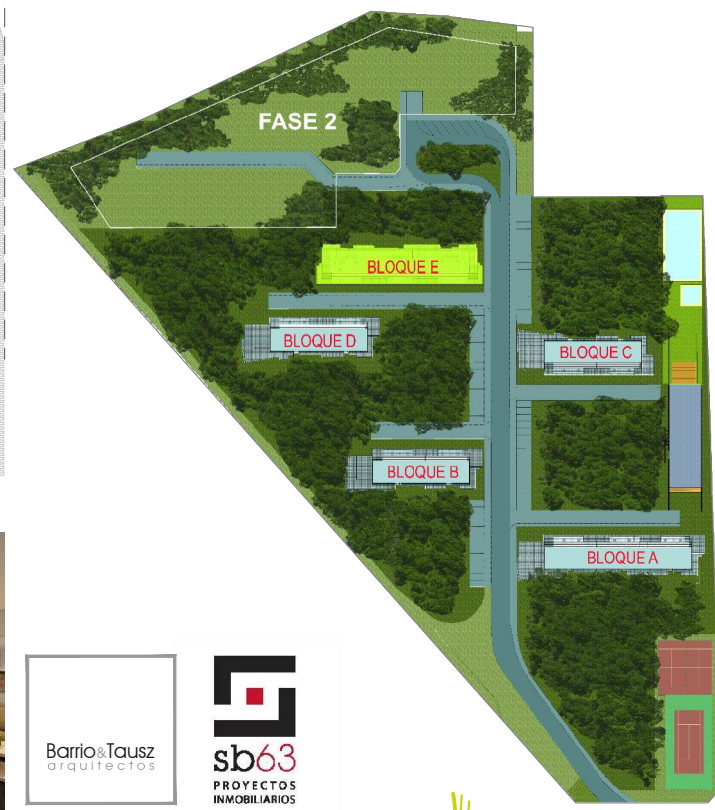 FASE 2
BLOQUE E
BLOQUE D
BLOQUE C
BLOQUE B
BLOQUE A
Barrio&Tausz
arquitectos
sb63
PROYECTOS
INMOBILIARIOS